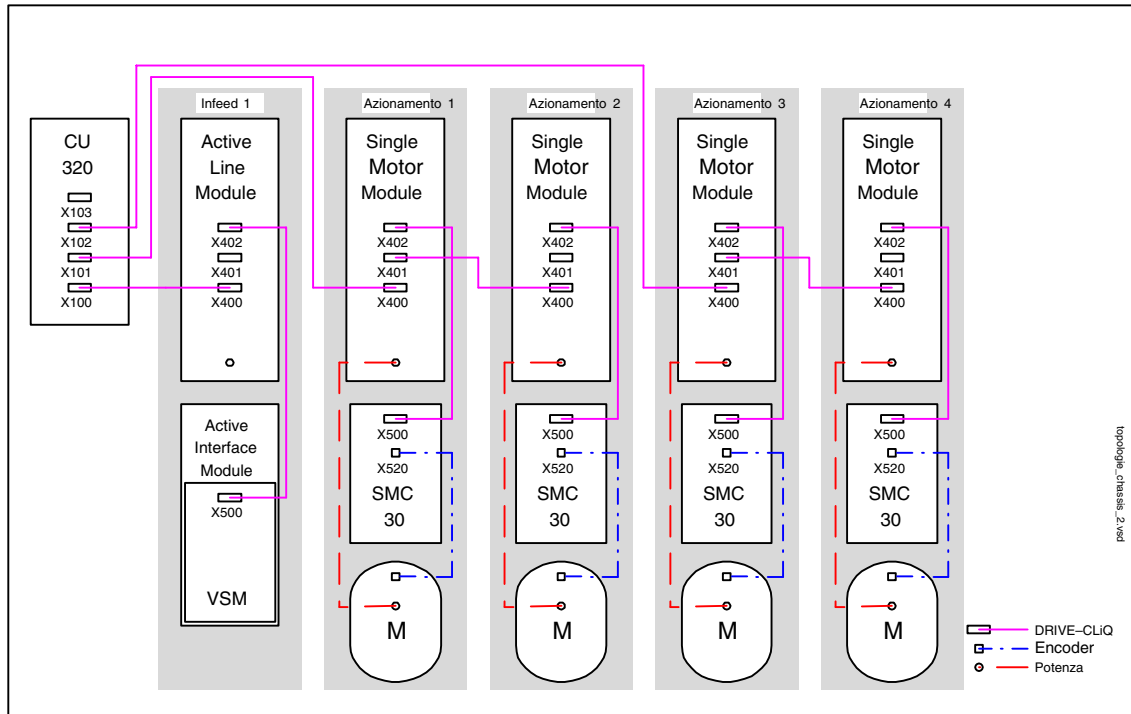 Infeed 1
Azionamento 1
Azionamento 2
Azionamento 3
Azionamento 4
CU
320
X103
X102
X101
X100
Active
Line
Module
X402
X401
X400
Single
Motor
Module
X402
X401
X400
Single
Motor
Module
X402
X401
X400
Single
Motor
Module
X402
X401
X400
Single
Motor
Module
X402
X401
X400
Active
Interface
Module
X500
VSM
X500
X520
SMC
30
M
X500
X520
SMC
30
M
X500
X520
SMC
30
M
X500
X520
SMC
30
M
topologie_chassis_2.vsd
DRIVE–CLiQ
Encoder
Potenza